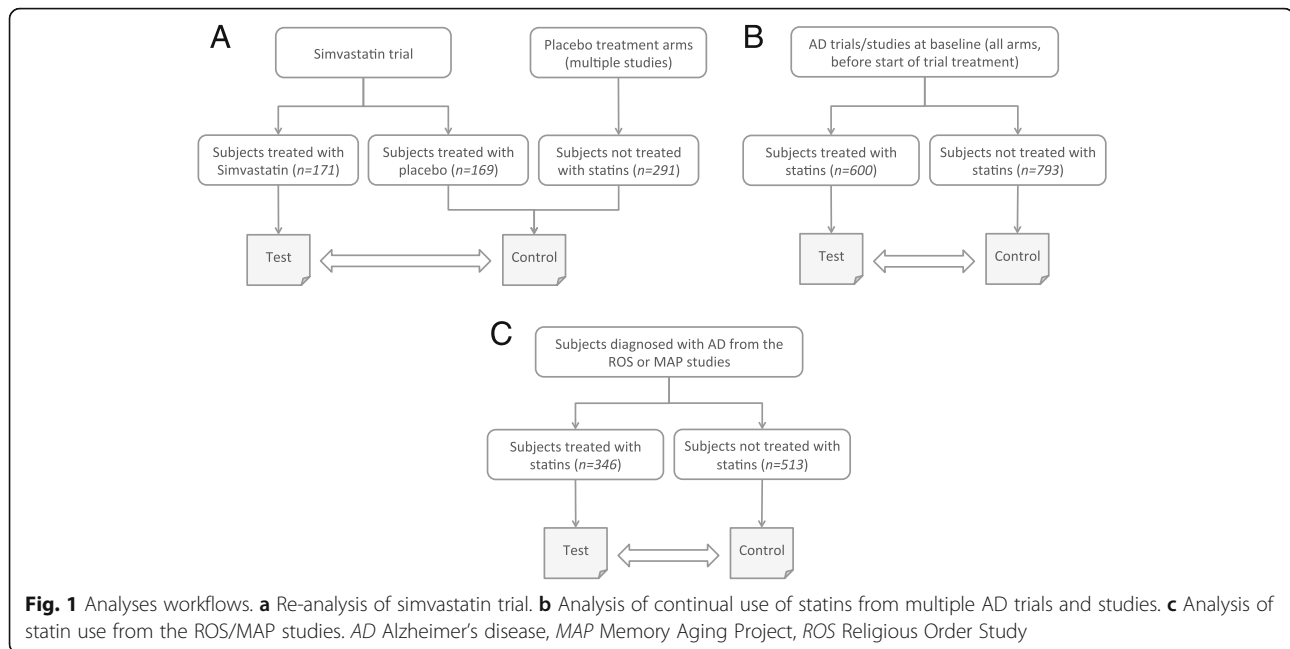 A
Simvastatin trial
Placebo treatment arms
(multiple studies)
Subjects treated with
Simvastatin (n=171)
Subjects treated with
placebo (n=169)
Subjects not treated
with statins (n=291)
Test
Control
B
AD trials/studies at baseline (all arms,
before start of trial treatment)
Subjects treated with
statins (n=600)
Subjects not treated with
statins (n=793)
Test
Control
C
Subjects diagnosed with AD from the
ROS or MAP studies
Subjects treated with
statins (n=346)
Subjects not treated with
statins (n=513)
Test
Control
Fig. 1 Analyses workflows. a Re-analysis of simvastatin trial. b Analysis of continual use of statins from multiple AD trials and studies. c Analysis of
statin use from the ROS/MAP studies. AD Alzheimer's disease, MAP Memory Aging Project, ROS Religious Order Study